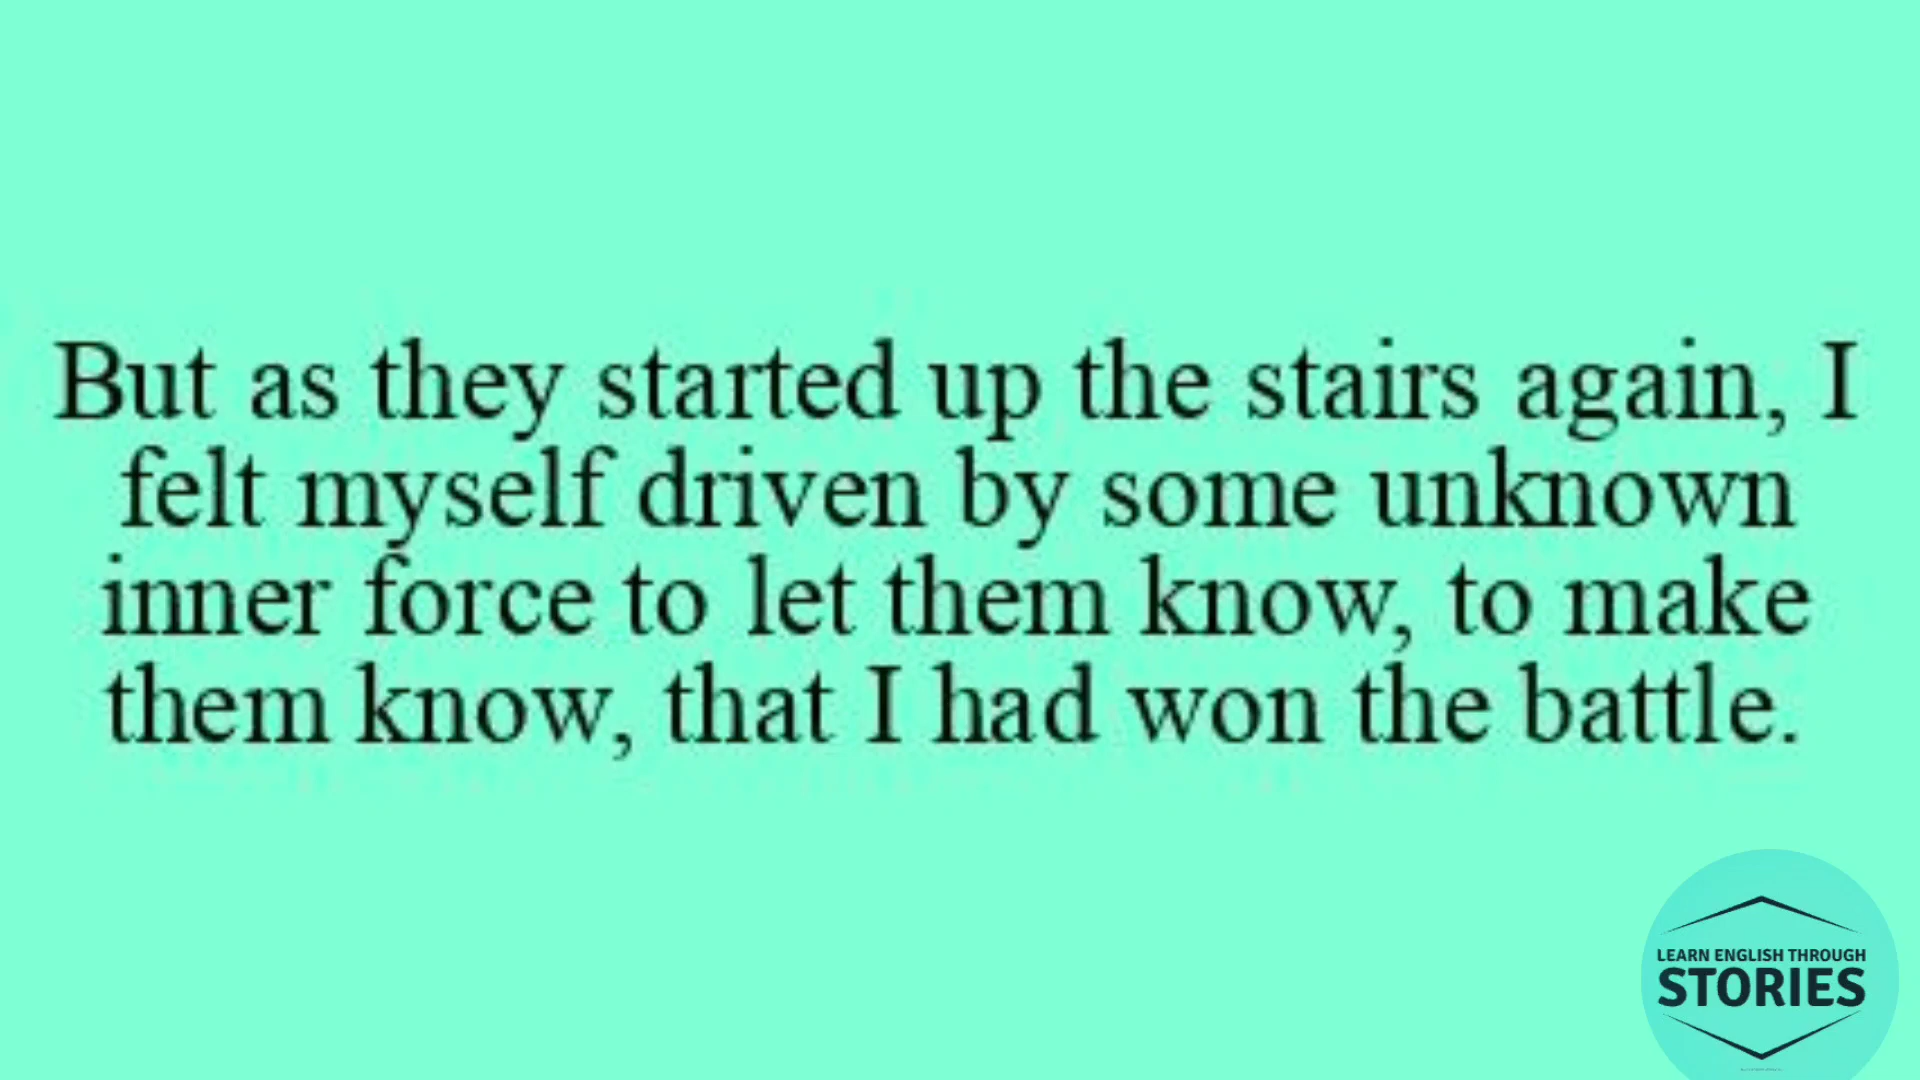 But as they started up the stairs again, I
felt myself driven by some unknown
inner force to let them know, to make
them know, that I had won the battle.
LEARN ENGLISH THROUGH
STORIES